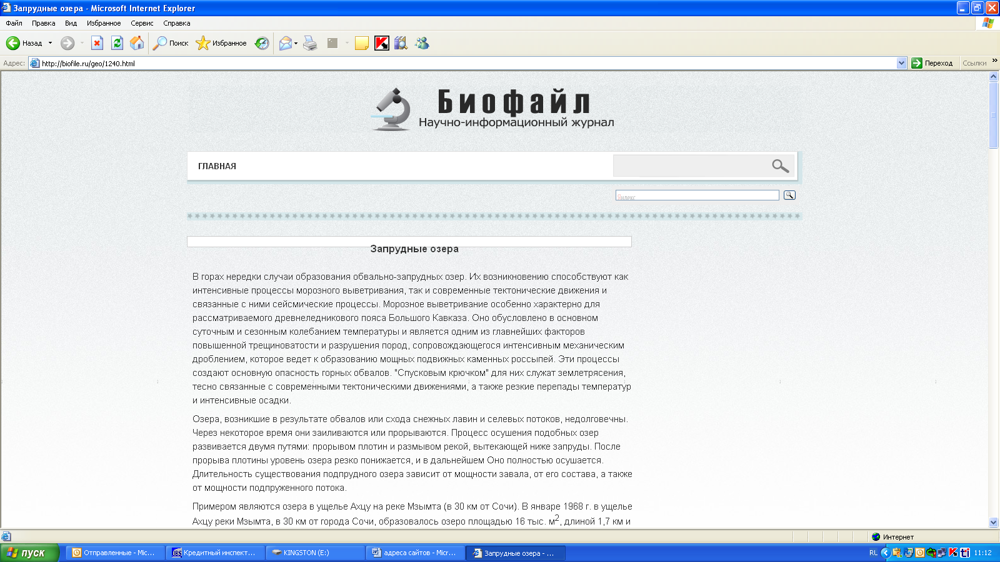 Запрудные озера - Microsoft Internet Explorer
Файл Правка Вид Избранное Сервис Справка
Назад Поиск Избранное
Адрес: http://biofile.ru/geo/1240.html Переход Ссылки »
Биофайл
Научно-информационный журнал
ГЛАВНАЯ
Яндекс
Запрудные озера
В горах нередки случаи образования обвально-запрудных озер. Их возникновению способствуют как
интенсивные процессы морозного выветривания, так и современные тектонические движения и
связанные с ними сейсмические процессы. Морозное выветривание особенно характерно для
рассматриваемого древнеледникового пояса Большого Кавказа. Оно обусловлено в основном
суточным и сезонным колебанием температуры и является одним из главнейших факторов
повышенной трещиноватости и разрушения пород, сопровождающегося интенсивным механическим
дроблением, которое ведет к образованию мощных подвижных каменных россыпей. Эти процессы
создают основную опасность горных обвалов. "Спусковым крючком" для них служат землетрясения,
тесно связанные с современными тектоническими движениями, а также резкие перепады температур
и интенсивные осадки.
Озера, возникшие в результате обвалов или схода снежных лавин и селевых потоков, недолговечны.
Через некоторое время они заиливаются или прорываются. Процесс осушения подобных озер
развивается двумя путями: прорывом плотин и размывом рекой, вытекающей ниже запруды. После
прорыва плотины уровень озера резко понижается, и в дальнейшем Оно полностью осушается.
Длительность существования подпрудного озера зависит от мощности завала, от его состава, а также
от мощности подпруженного потока.
Примером являются озера в ущелье Ахцу на реке Мзымта (в 30 км от Сочи). В январе 1968 г. в ущелье
Ахцу реки Мзымта, в 30 км от города Сочи, образовалось озеро площадью 16 тыс. м2, длиной 1,7 км и
Интернет
пуск Отправленные - Mic... Кредитный инспект... KINGSTON (E:) адреса сайтов - Micr... Запрудные озера - ... RL 11:12